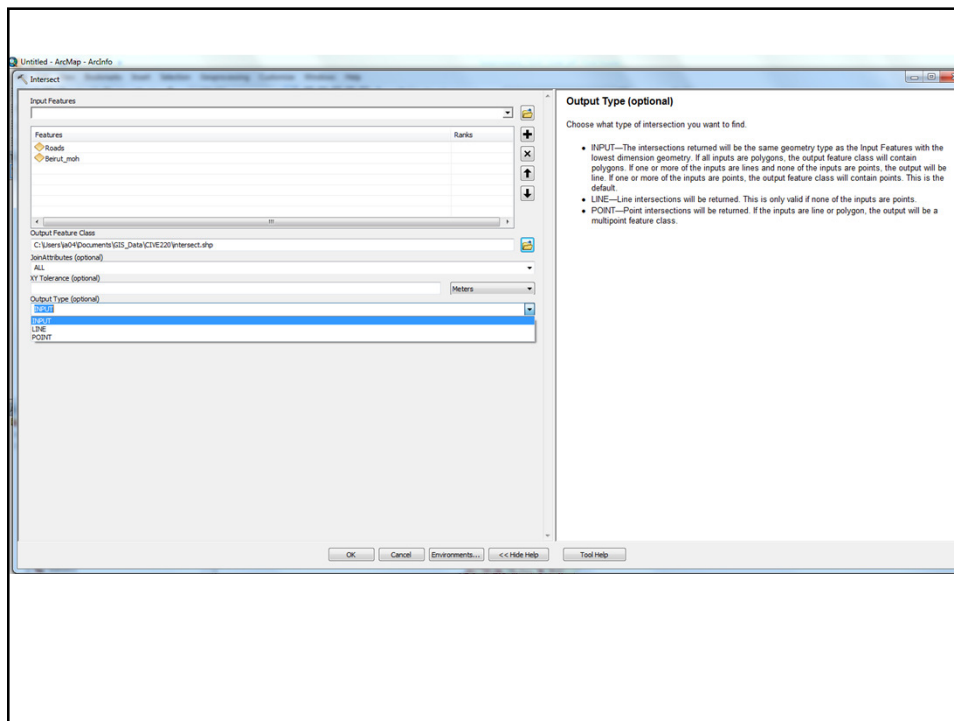 Untitled - ArcMap - ArcInfo
Intersect
Input Features
Features Ranks
Roads
Beirut_moh
Output Feature Class
C:\Users\ja04\Documents\GIS_Data\CIVE220\intersect.shp
JoinAttributes (optional)
ALL
XY Tolerance (optional)
Meters
Output Type (optional)
INPUT
INPUT
LINE
POINT
OK Cancel Environments... << Hide Help Tool Help
Output Type (optional)
Choose what type of intersection you want to find.
• INPUT—The intersections returned will be the same geometry type as the Input Features with the
lowest dimension geometry. If all inputs are polygons, the output feature class will contain
polygons. If one or more of the inputs are lines and none of the inputs are points, the output will be
line. If one or more of the inputs are points, the output feature class will contain points. This is the
default.
• LINE—Line intersections will be returned. This is only valid if none of the inputs are points.
• POINT—Point intersections will be returned. If the inputs are line or polygon, the output will be a
multipoint feature class.